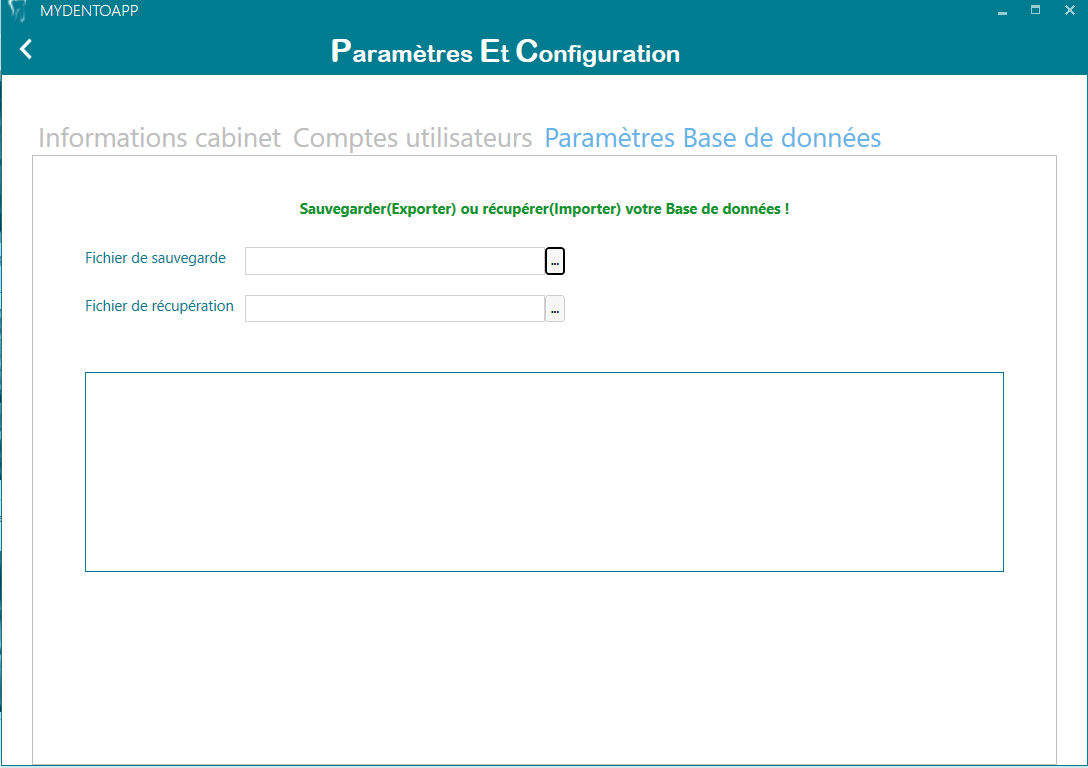 MYDENTOAPP
Paramètres Et Configuration
Informations cabinet Comptes utilisateurs Paramètres Base de données
Sauvegarder(Exporter) ou récupérer(Importer) votre Base de données !
Fichier de sauvegarde ...
Fichier de récupération ...